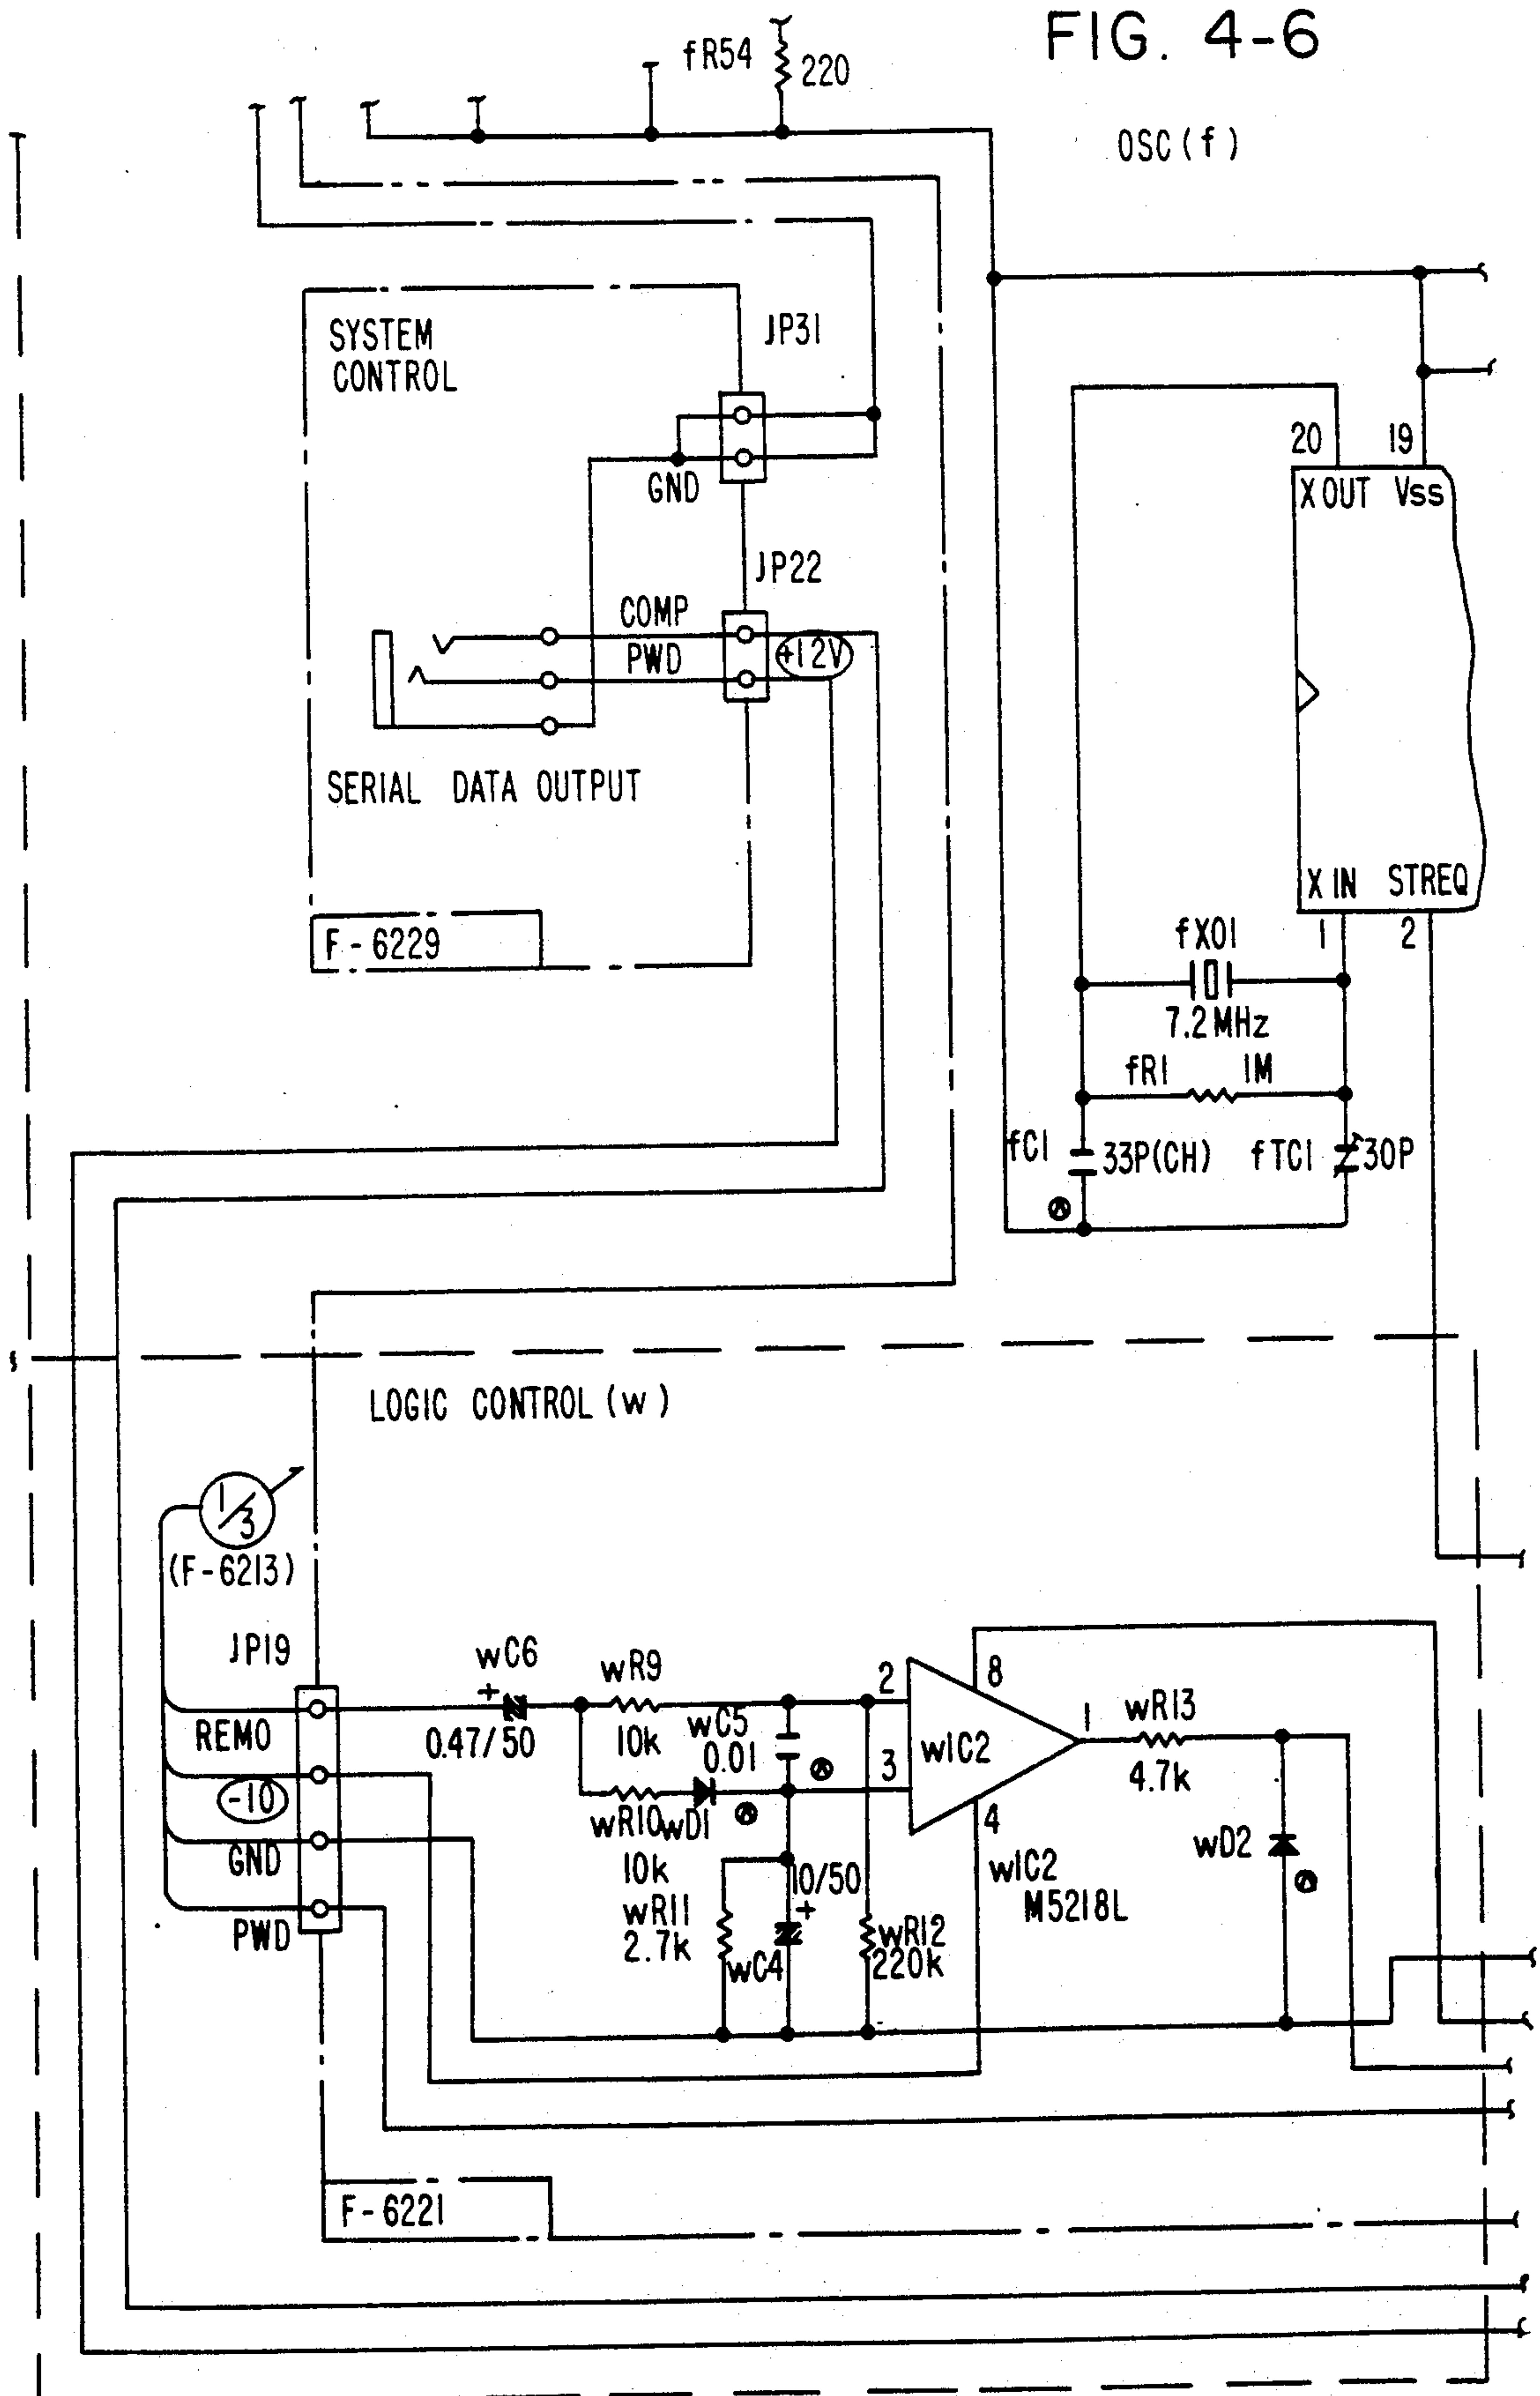 FIG. 4-6
fR54
220
OSC (f)
SYSTEM
CONTROL
JP31
20
19
X OUT
Vss
GND
JP22
COMP
PWD
+12V
SERIAL DATA OUTPUT
X IN
STREQ
F-6229
fX01
1
2
7.2MHz
fR1
1M
fC1
33P(CH)
fTC1
30P
LOGIC CONTROL (w)
1/3
(F-6213)
JP19
wC6
+
0.47/50
wR9
10k
wC5
0.01
2
8
3
wIC2
1
wR13
4.7k
REMO
-10
wR10
wD1
10k
4
GND
wR11
2.7k
10/50
+
wIC2
M5218L
wD2
PWD
wC4
wR12
220k
F-6221